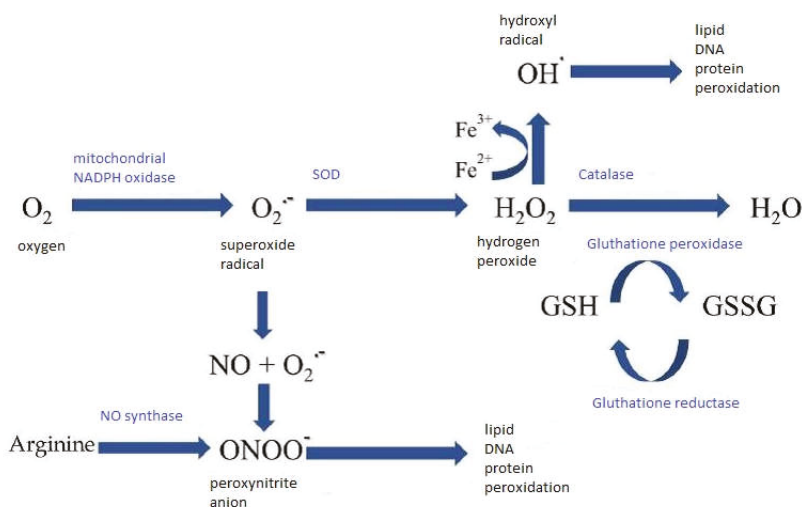 hydroxyl
radical
OH•
lipid
DNA
protein
peroxidation
Fe³⁺
Fe²⁺
mitochondrial
NADPH oxidase
SOD
Catalase
O₂
O₂•⁻
H₂O₂
H₂O
oxygen
superoxide
radical
hydrogen
peroxide
Gluthatione peroxidase
GSH
GSSG
Gluthatione reductase
NO + O₂•⁻
NO synthase
Arginine
ONOO⁻
peroxynitrite
anion
lipid
DNA
protein
peroxidation